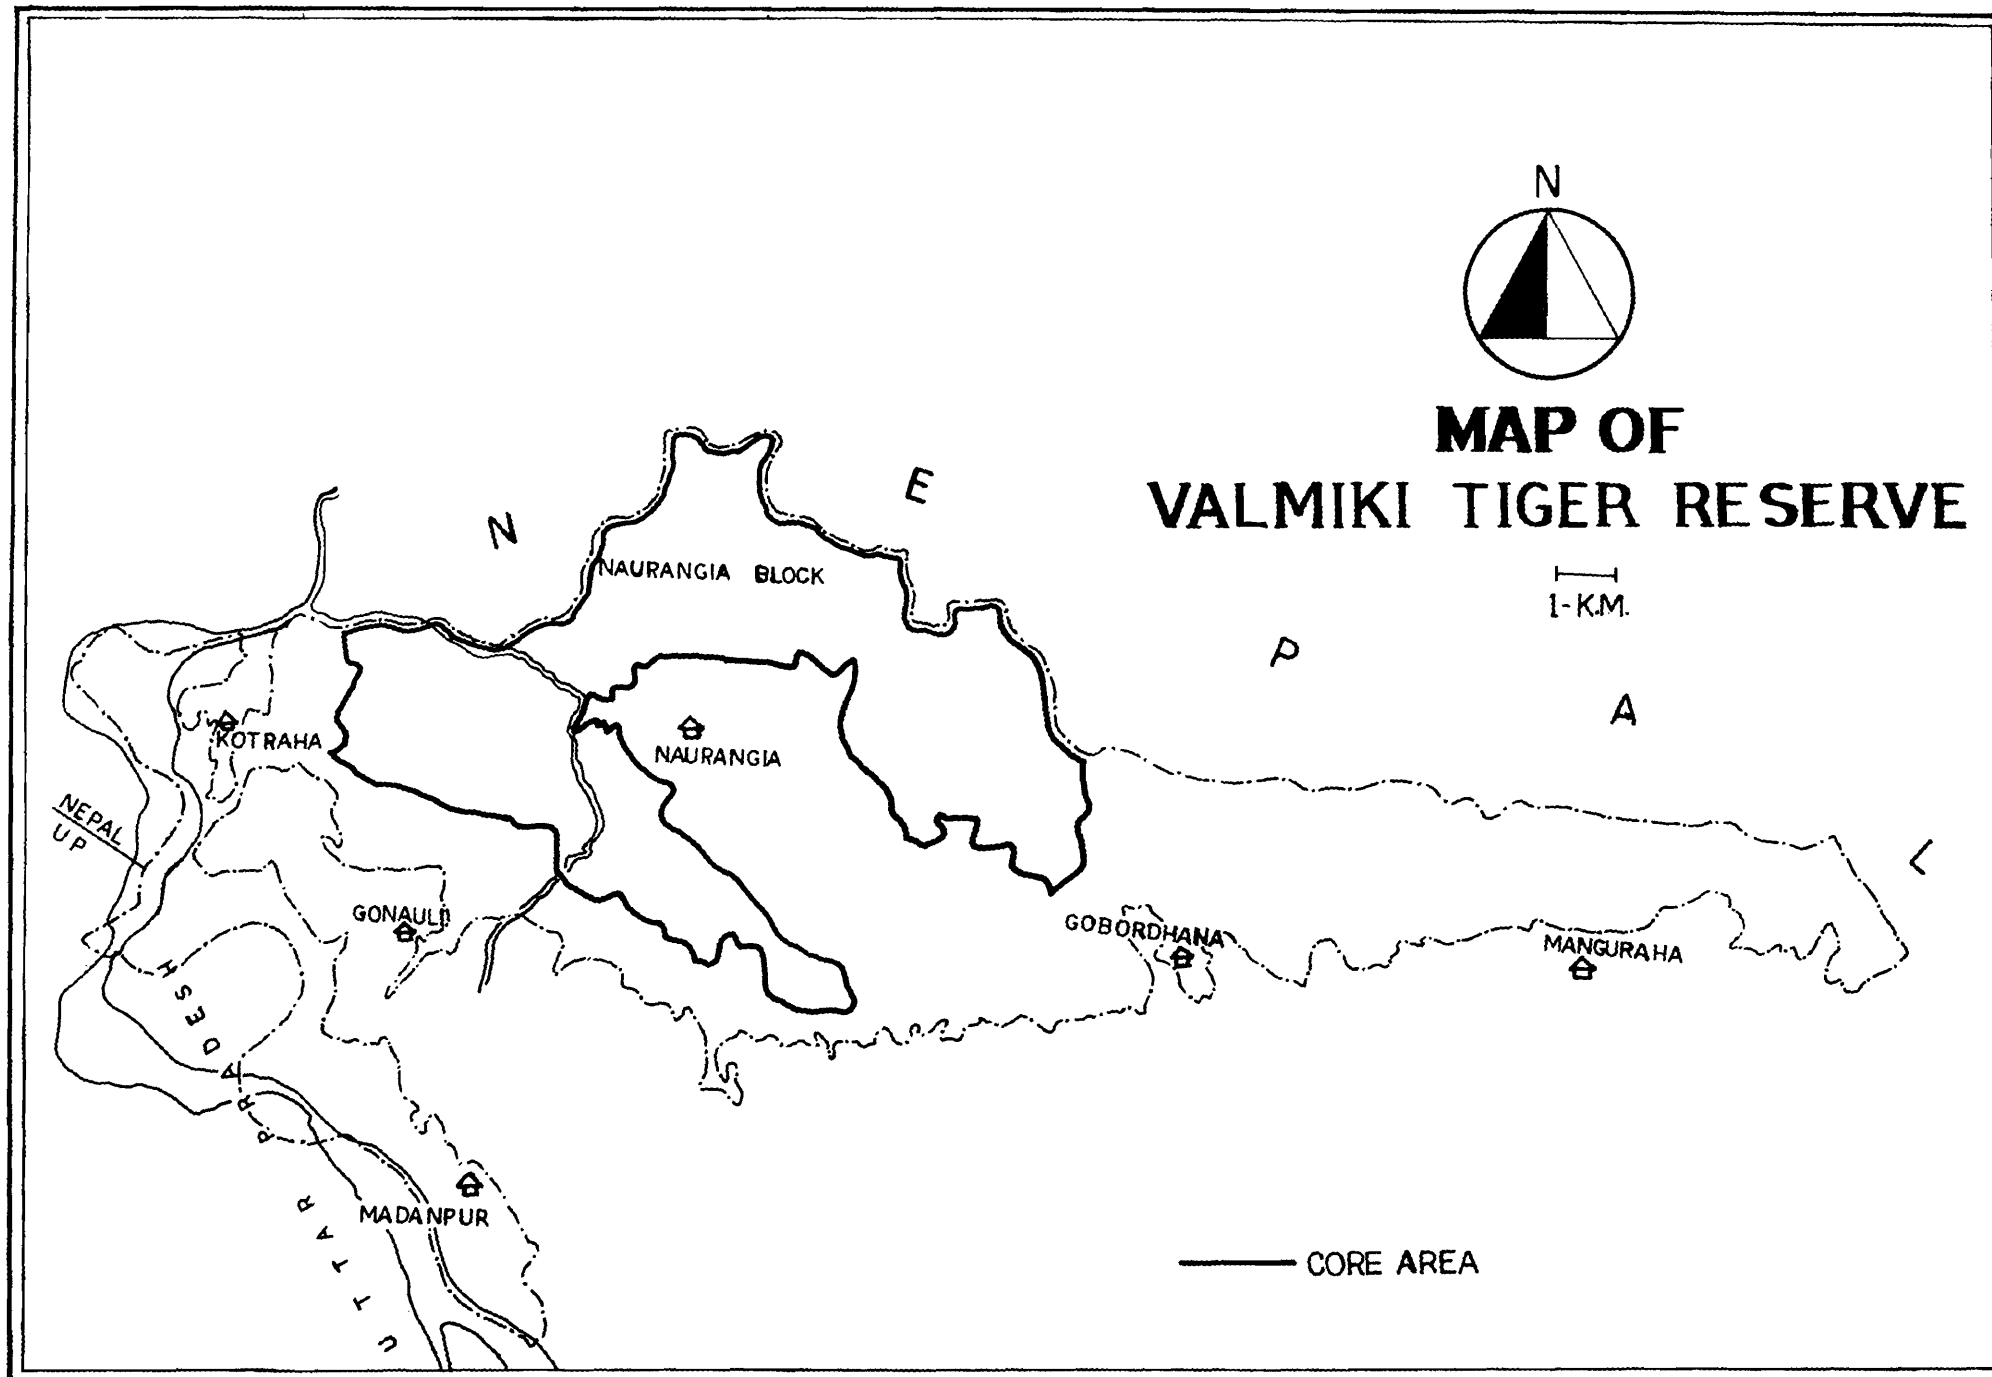 N
MAP OF
VALMIKI TIGER RESERVE
1-K.M.
N E P A L
NAURANGIA BLOCK
KOTRAHA
NAURANGIA
NEPAL
UP
GONAULI
GOBORDHANA
MANGURAHA
UTTAR PRADESH
MADANPUR
CORE AREA